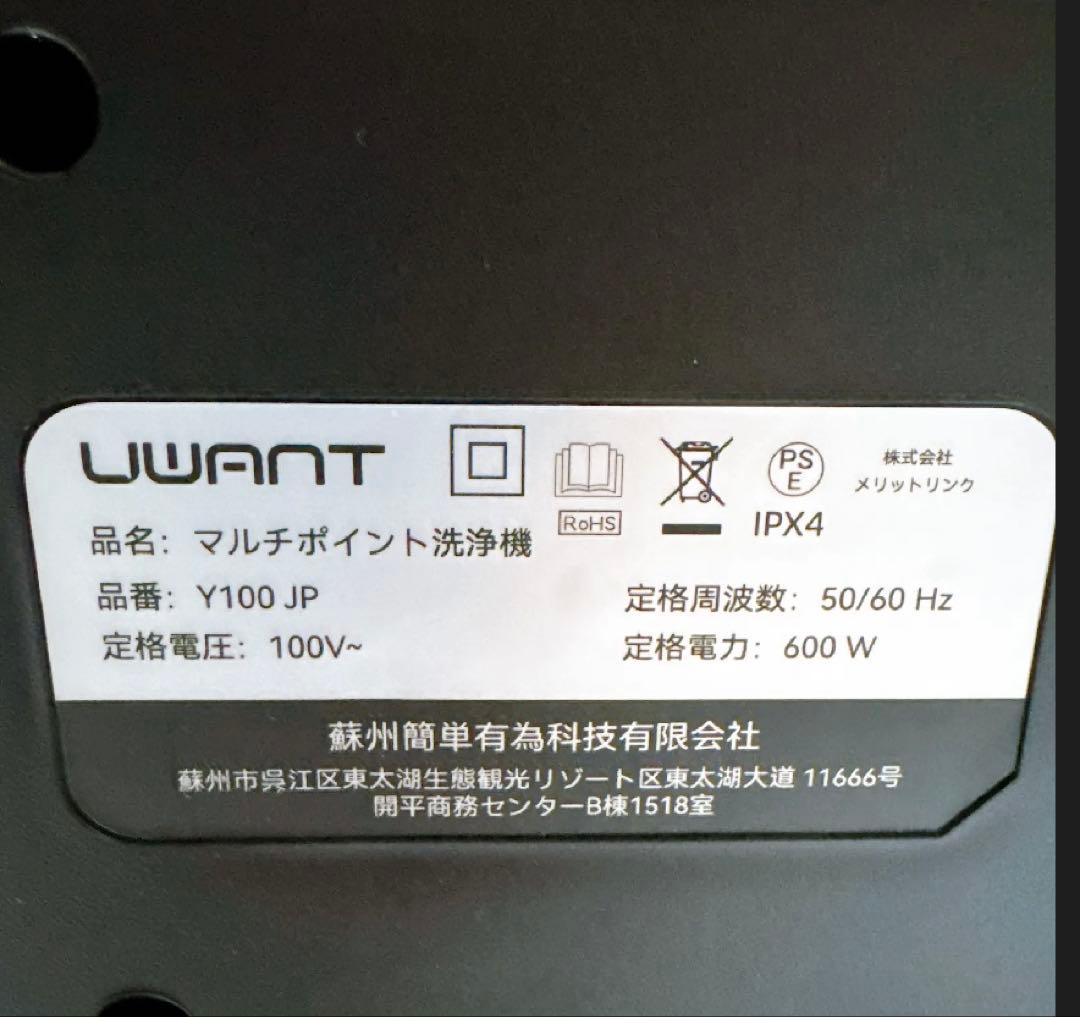 UWANT
RoHS
PS
E
IPX4
株式会社
メリットリンク
品名: マルチポイント洗浄機
品番: Y100 JP
定格周波数: 50/60 Hz
定格電圧: 100V~
定格電力: 600 W
蘇州簡単有為科技有限会社
蘇州市呉江区東太湖生態観光リゾート区東太湖大道 11666号
開平商務センターB棟1518室